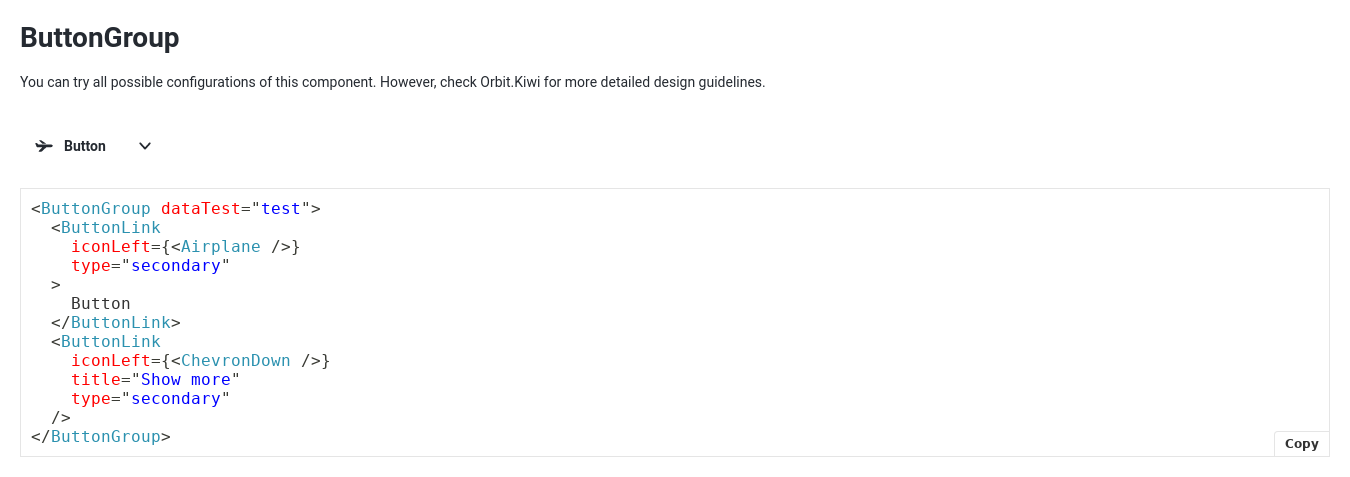 ButtonGroup
You can try all possible configurations of this component. However, check Orbit.Kiwi for more detailed design guidelines.
Button
<ButtonGroup dataTest="test">
  <ButtonLink
    iconLeft={<Airplane />}
    type="secondary"
  >
    Button
  </ButtonLink>
  <ButtonLink
    iconLeft={<ChevronDown />}
    title="Show more"
    type="secondary"
  />
</ButtonGroup>
Copy